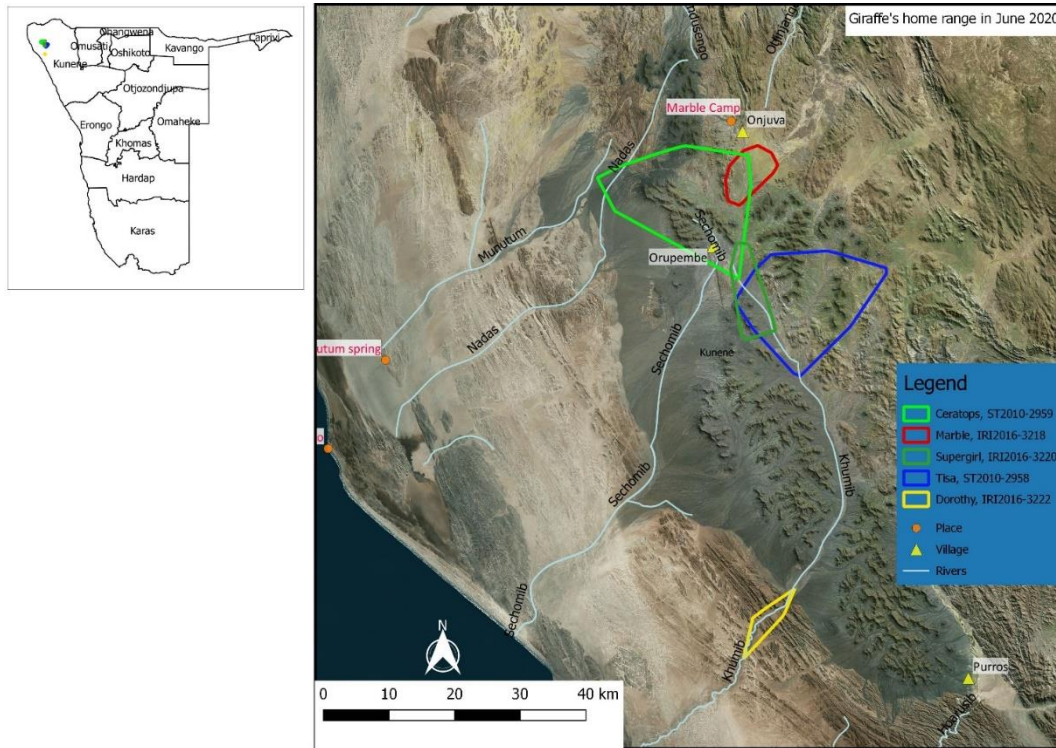 Ohangwena
Caprivi
Omusati
Kavango
Oshikoto
Kunene
Otjozondjupa
Omaheke
Erongo
Khomas
Hardap
Karas
Giraffe's home range in June 2020
ndusengo
Otjinjang
Marble Camp
Onjuva
Nadas
Sechomib
Munutum
Orupembe
Nadas
utum spring
Sechomib
Kunene
Khumib
Sechomib
Sechomib
Khumib
Purros
N
0 10 20 30 40 km
Legend
Ceratops, ST2010-2959
Marble, IRI2016-3218
Supergirl, IRI2016-3220
Tisa, ST2010-2958
Dorothy, IRI2016-3222
Place
Village
Rivers